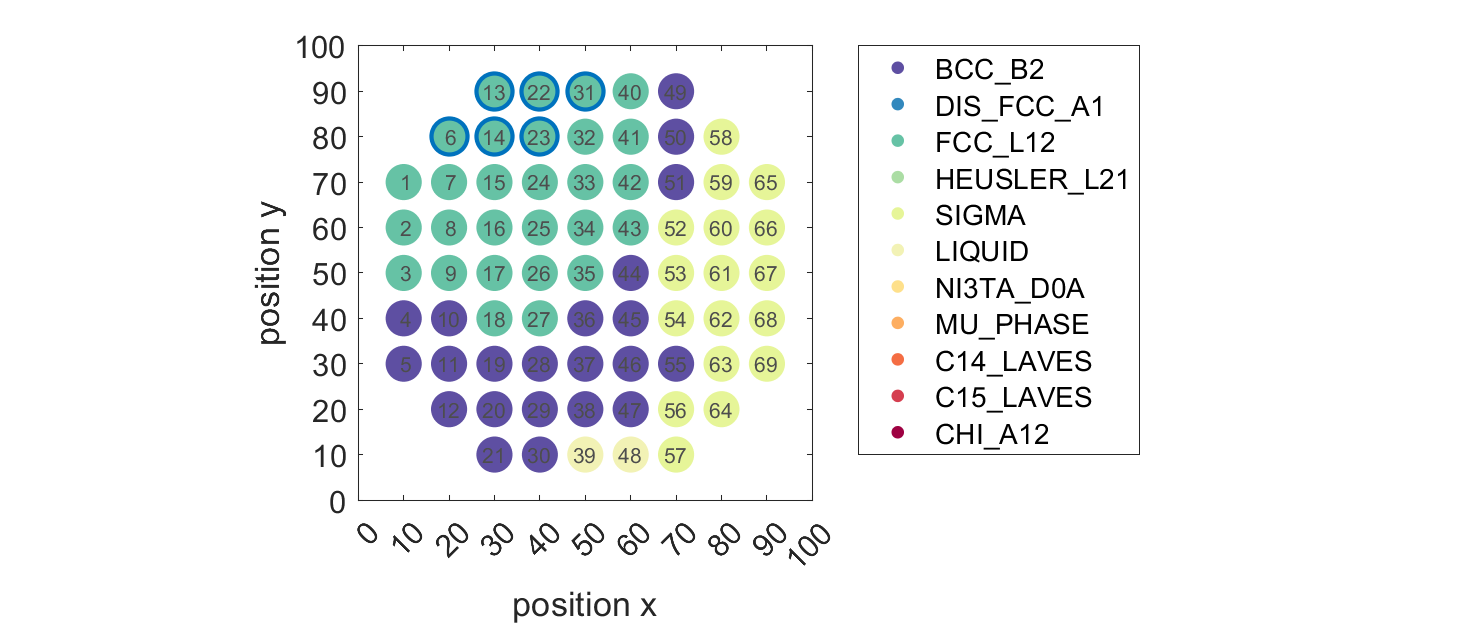 100
90
80
70
60
50
40
30
20
10
0
position y
13 22 31 40 49
6 14 23 32 41 50 58
1 7 15 24 33 42 51 59 65
2 8 16 25 34 43 52 60 66
3 9 17 26 35 44 53 61 67
4 10 18 27 36 45 54 62 68
5 11 19 28 37 46 55 63 69
12 20 29 38 47 56 64
21 30 39 48 57
0 10 20 30 40 50 60 70 80 90 100
position x
BCC_B2
DIS_FCC_A1
FCC_L12
HEUSLER_L21
SIGMA
LIQUID
NI3TA_D0A
MU_PHASE
C14_LAVES
C15_LAVES
CHI_A12